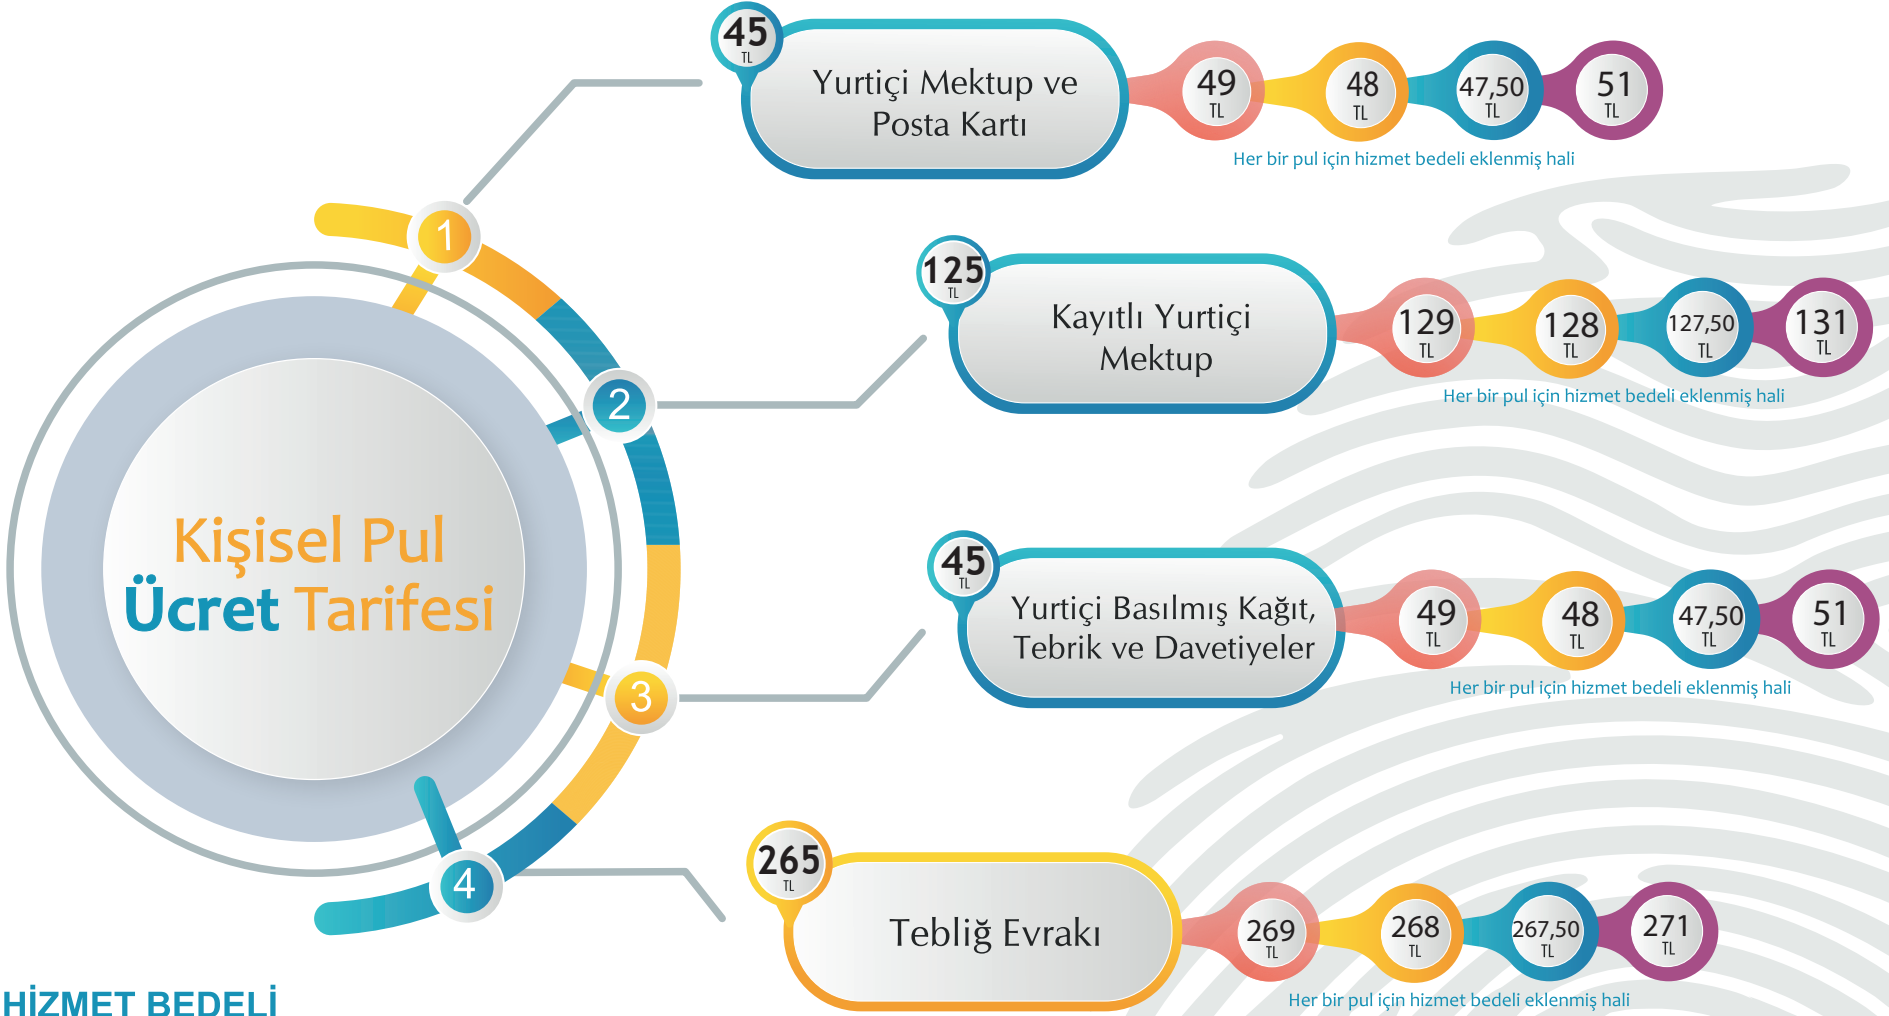 45
TL
Yurtiçi Mektup ve
Posta Kartı
49
TL
48
TL
47,50
TL
51
TL
Her bir pul için hizmet bedeli eklenmiş hali
1
125
TL
Kayıtlı Yurtiçi
Mektup
129
TL
128
TL
127,50
TL
131
TL
Her bir pul için hizmet bedeli eklenmiş hali
2
Kişisel Pul
Ücret Tarifesi
45
TL
Yurtiçi Basılmış Kağıt,
Tebrik ve Davetiyeler
49
TL
48
TL
47,50
TL
51
TL
Her bir pul için hizmet bedeli eklenmiş hali
3
265
TL
Tebliğ Evrakı
269
TL
268
TL
267,50
TL
271
TL
Her bir pul için hizmet bedeli eklenmiş hali
4
HİZMET BEDELİ